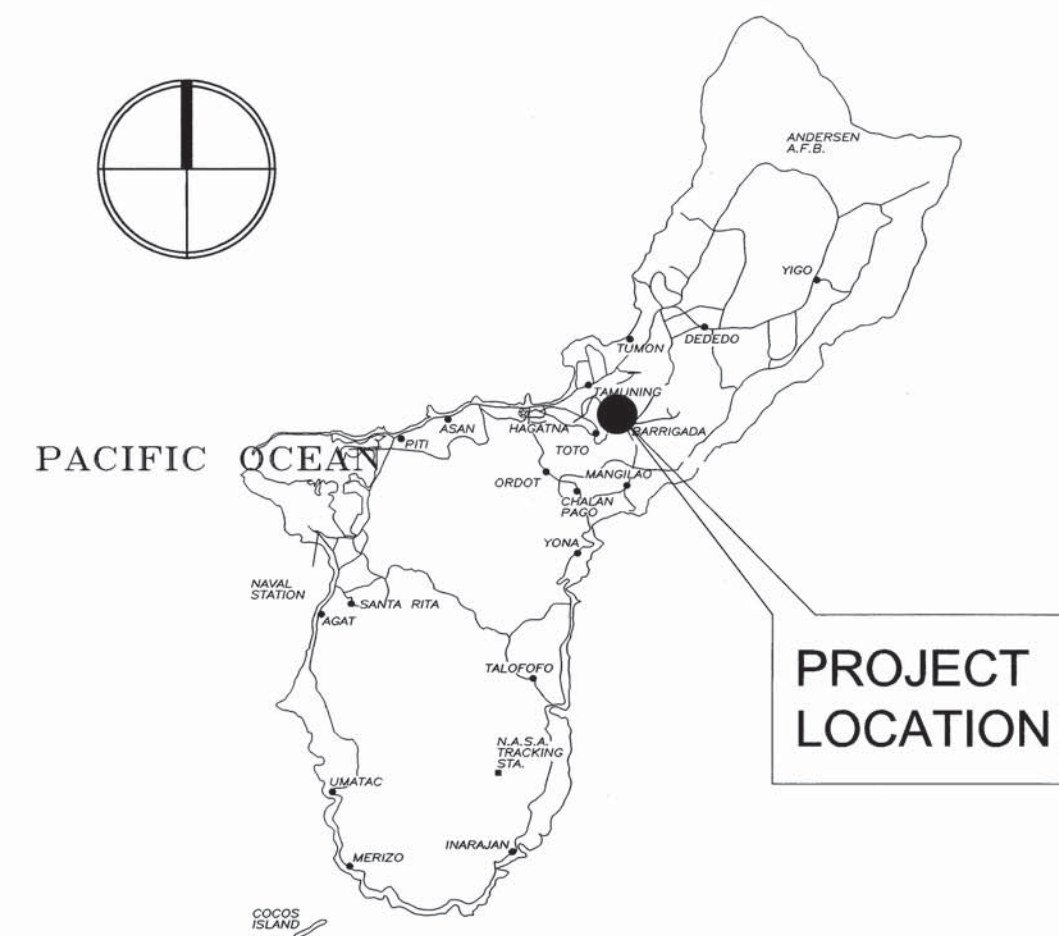 ANDERSEN
A.F.B.
YIGO
DEDEDO
TUMON
TAMUNING
HAGATNA
BARRIGADA
ASAN
PITI
TOTO
PACIFIC OCEAN
ORDOT
MANGILAO
CHALAN
PAGO
YONA
NAVAL
STATION
SANTA RITA
AGAT
PROJECT
LOCATION
TALOFOFO
N.A.S.A.
TRACKING
STA.
UMATAC
INARAJAN
MERIZO
COCOS
ISLAND